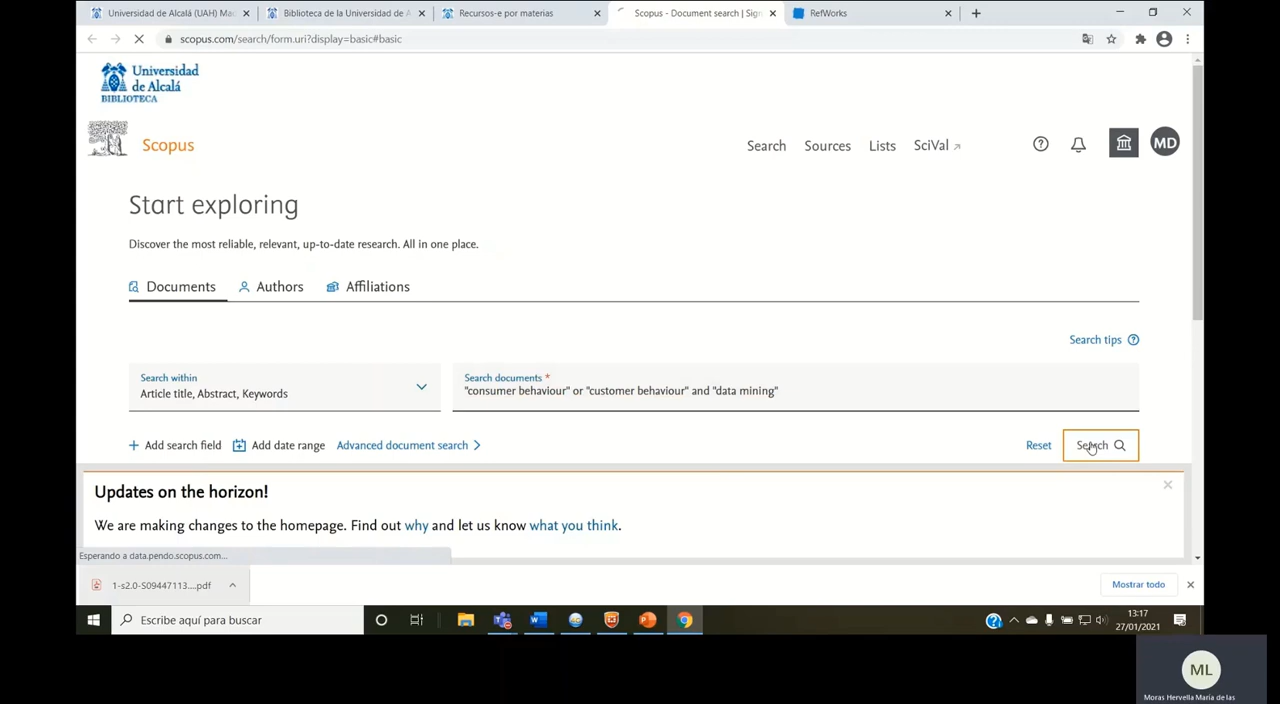 Universidad de Alcalá (UAH) Ma
Biblioteca de la Universidad de A
Recursos-e por materias
Scopus - Document search | Sign
RefWorks
scopus.com/search/form.uri?display=basic#basic
Universidad
de Alcalá
BIBLIOTECA
Scopus
Search
Sources
Lists
SciVal
MD
Start exploring
Discover the most reliable, relevant, up-to-date research. All in one place.
Documents
Authors
Affiliations
Search tips
Search within
Article title, Abstract, Keywords
Search documents *
"consumer behaviour" or "customer behaviour" and "data mining"
Add search field
Add date range
Advanced document search
Reset
Search
Updates on the horizon!
We are making changes to the homepage. Find out why and let us know what you think.
Esperando a data.pendo.scopus.com...
1-s2.0-S09447113....pdf
Mostrar todo
Escribe aquí para buscar
13:17
27/01/2021
ML
Moras Hervella Maria de las